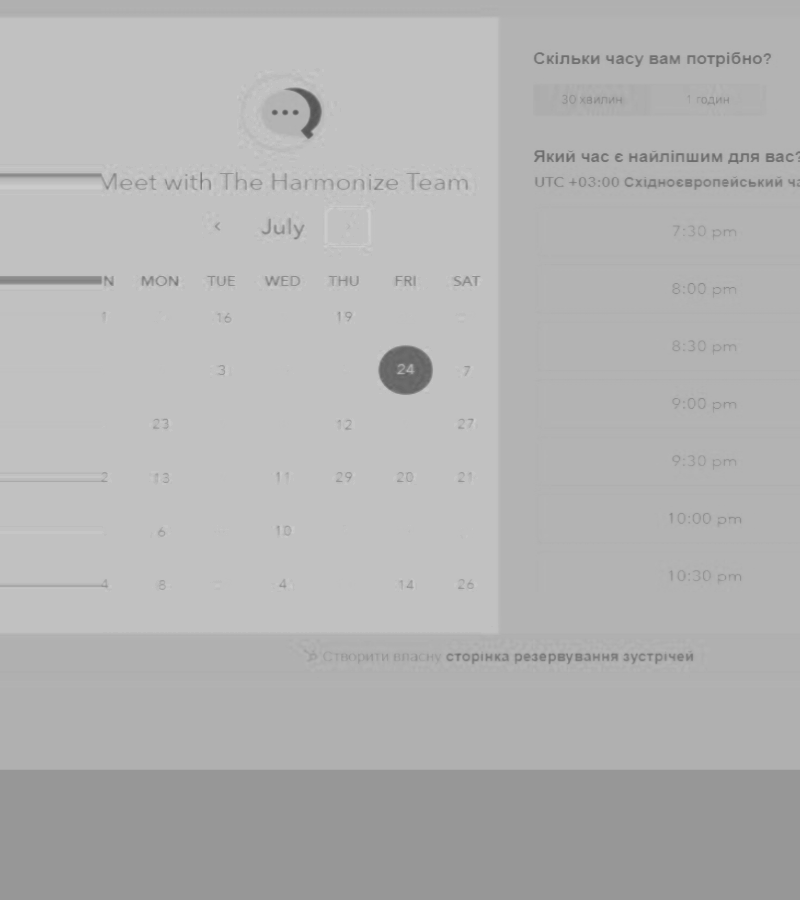 Meet with The Harmonize Team
July
N MON TUE WED THU FRI SAT
1 16 19
3 24 7
23 12 27
2 13 11 29 20 21
6 10
4 8 4 14 26
Скільки часу вам потрібно?
30 хвилин 1 годин
Який час є найліпшим для вас?
UTC +03:00 Східноєвропейський ча
7:30 pm
8:00 pm
8:30 pm
9:00 pm
9:30 pm
10:00 pm
10:30 pm
Створити власну сторінка резервування зустрічей